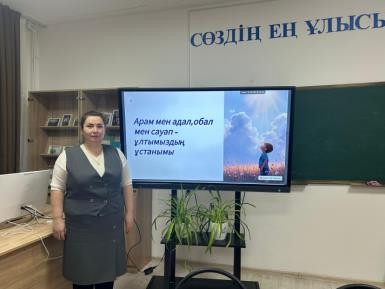 СӨЗДІҢ ЕҢ ҰЛЫСЫ
Арам мен адал,обал
мен сауап -
ұлтымыздың
ұстанымы